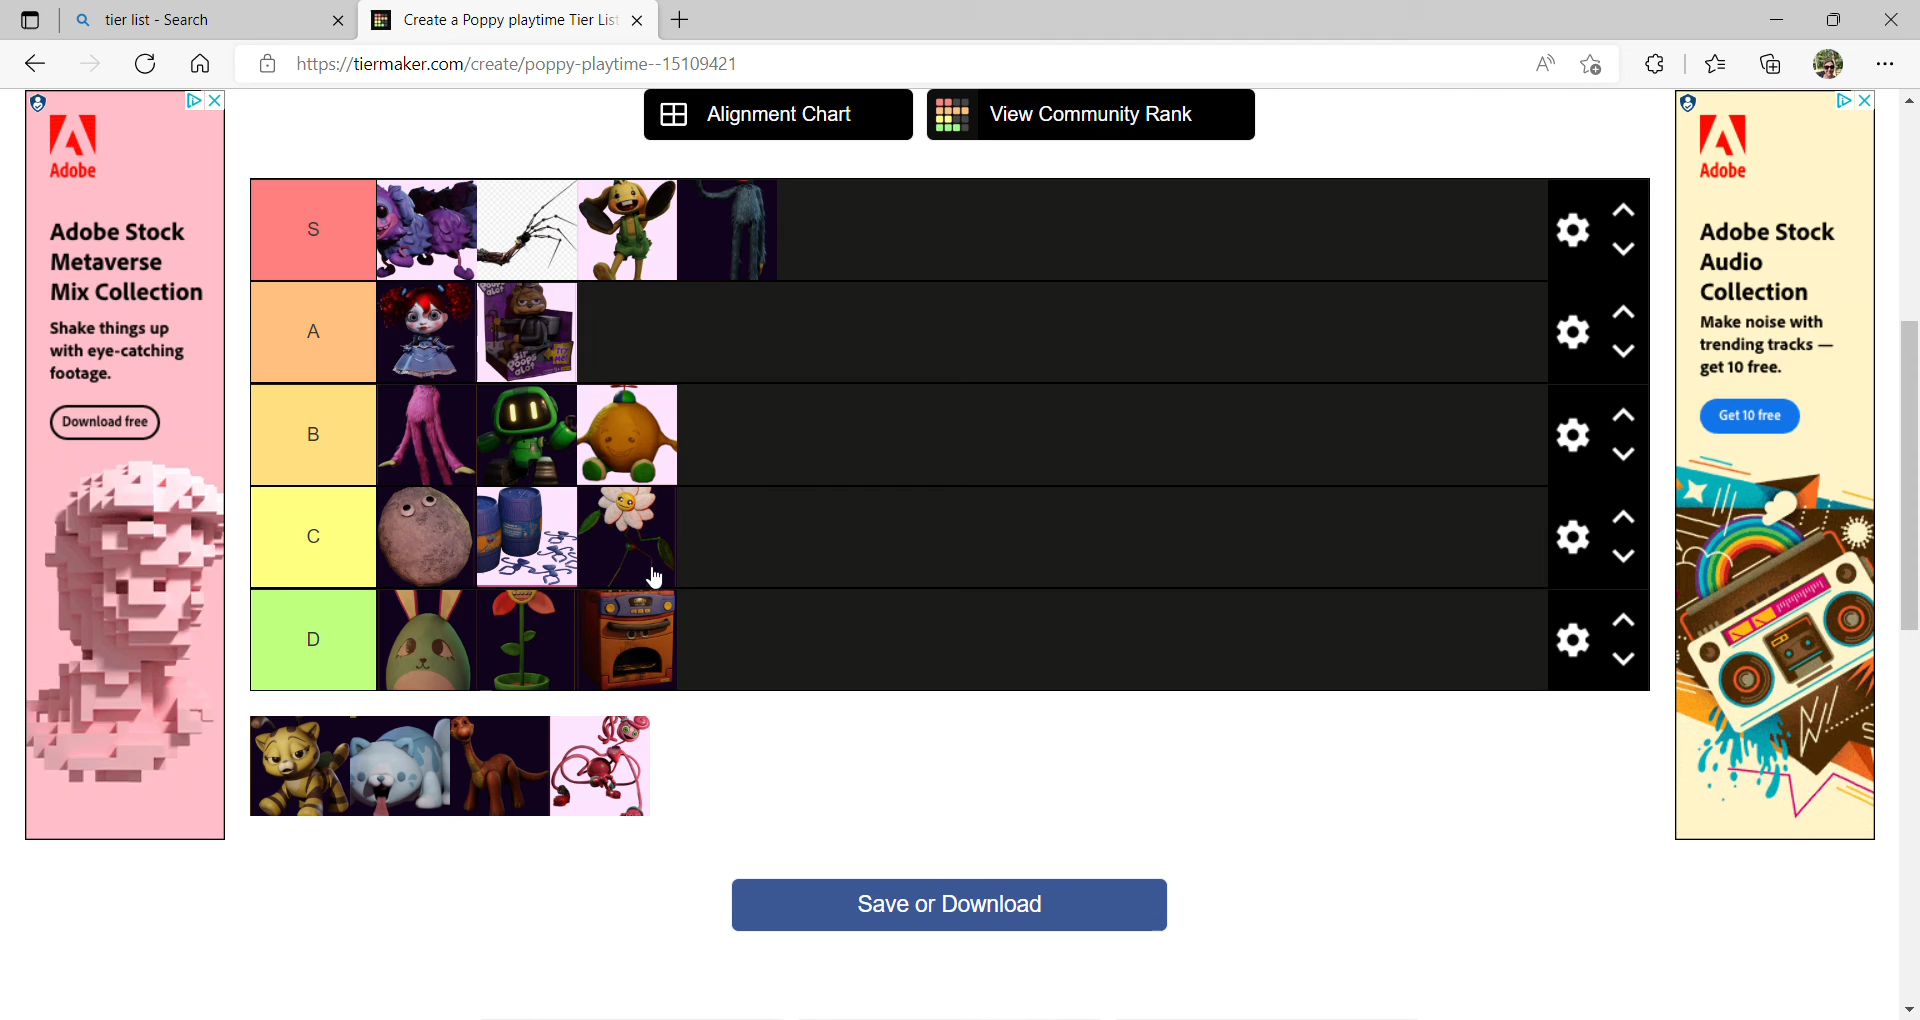 tier list - Search
Create a Poppy playtime Tier List
https://tiermaker.com/create/poppy-playtime--15109421
Alignment Chart
View Community Rank
Adobe
Adobe Stock
Metaverse
Mix Collection
Shake things up
with eye-catching
footage.
Download free
S
A
B
C
D
Save or Download
Adobe
Adobe Stock
Audio
Collection
Make noise with
trending tracks —
get 10 free.
Get 10 free